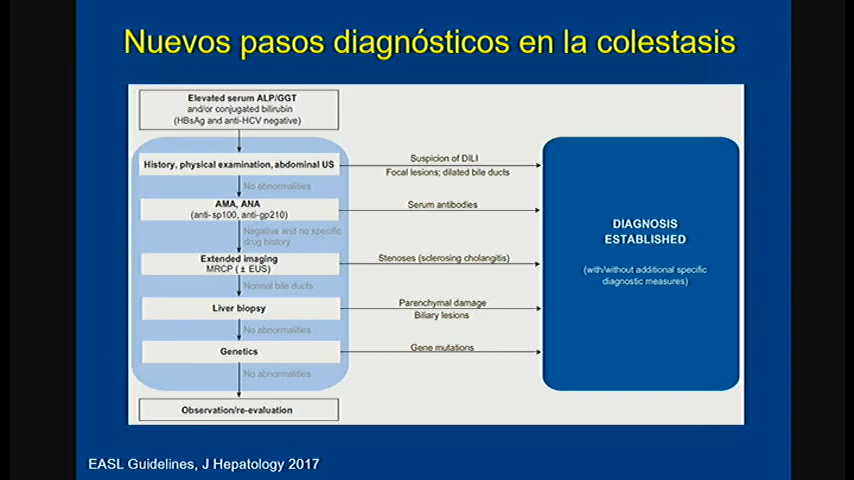 Nuevos pasos diagnósticos en la colestasis
Elevated serum ALP/GGT
and/or conjugated bilirubin
(HBsAg and anti-HCV negative)
History, physical examination, abdominal US
Suspicion of DILI
Focal lesions; dilated bile ducts
No abnormalities
AMA, ANA
(anti-sp100, anti-gp210)
Serum antibodies
Negative and no specific
drug history
Extended imaging
MRCP (± EUS)
Stenoses (sclerosing cholangitis)
Normal bile ducts
Liver biopsy
Parenchymal damage
Biliary lesions
No abnormalities
Genetics
Gene mutations
No abnormalities
Observation/re-evaluation
DIAGNOSIS
ESTABLISHED
(with/without additional specific
diagnostic measures)
EASL Guidelines, J Hepatology 2017